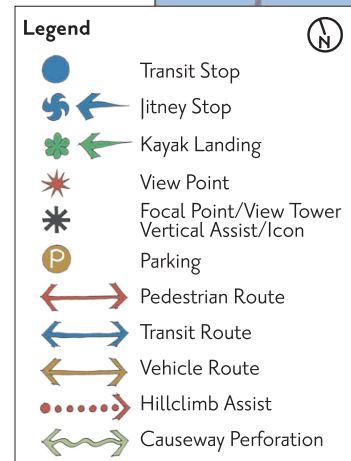 Legend
N
Transit Stop
Jitney Stop
Kayak Landing
View Point
Focal Point/View Tower
Vertical Assist/Icon
P
Parking
Pedestrian Route
Transit Route
Vehicle Route
Hillclimb Assist
Causeway Perforation